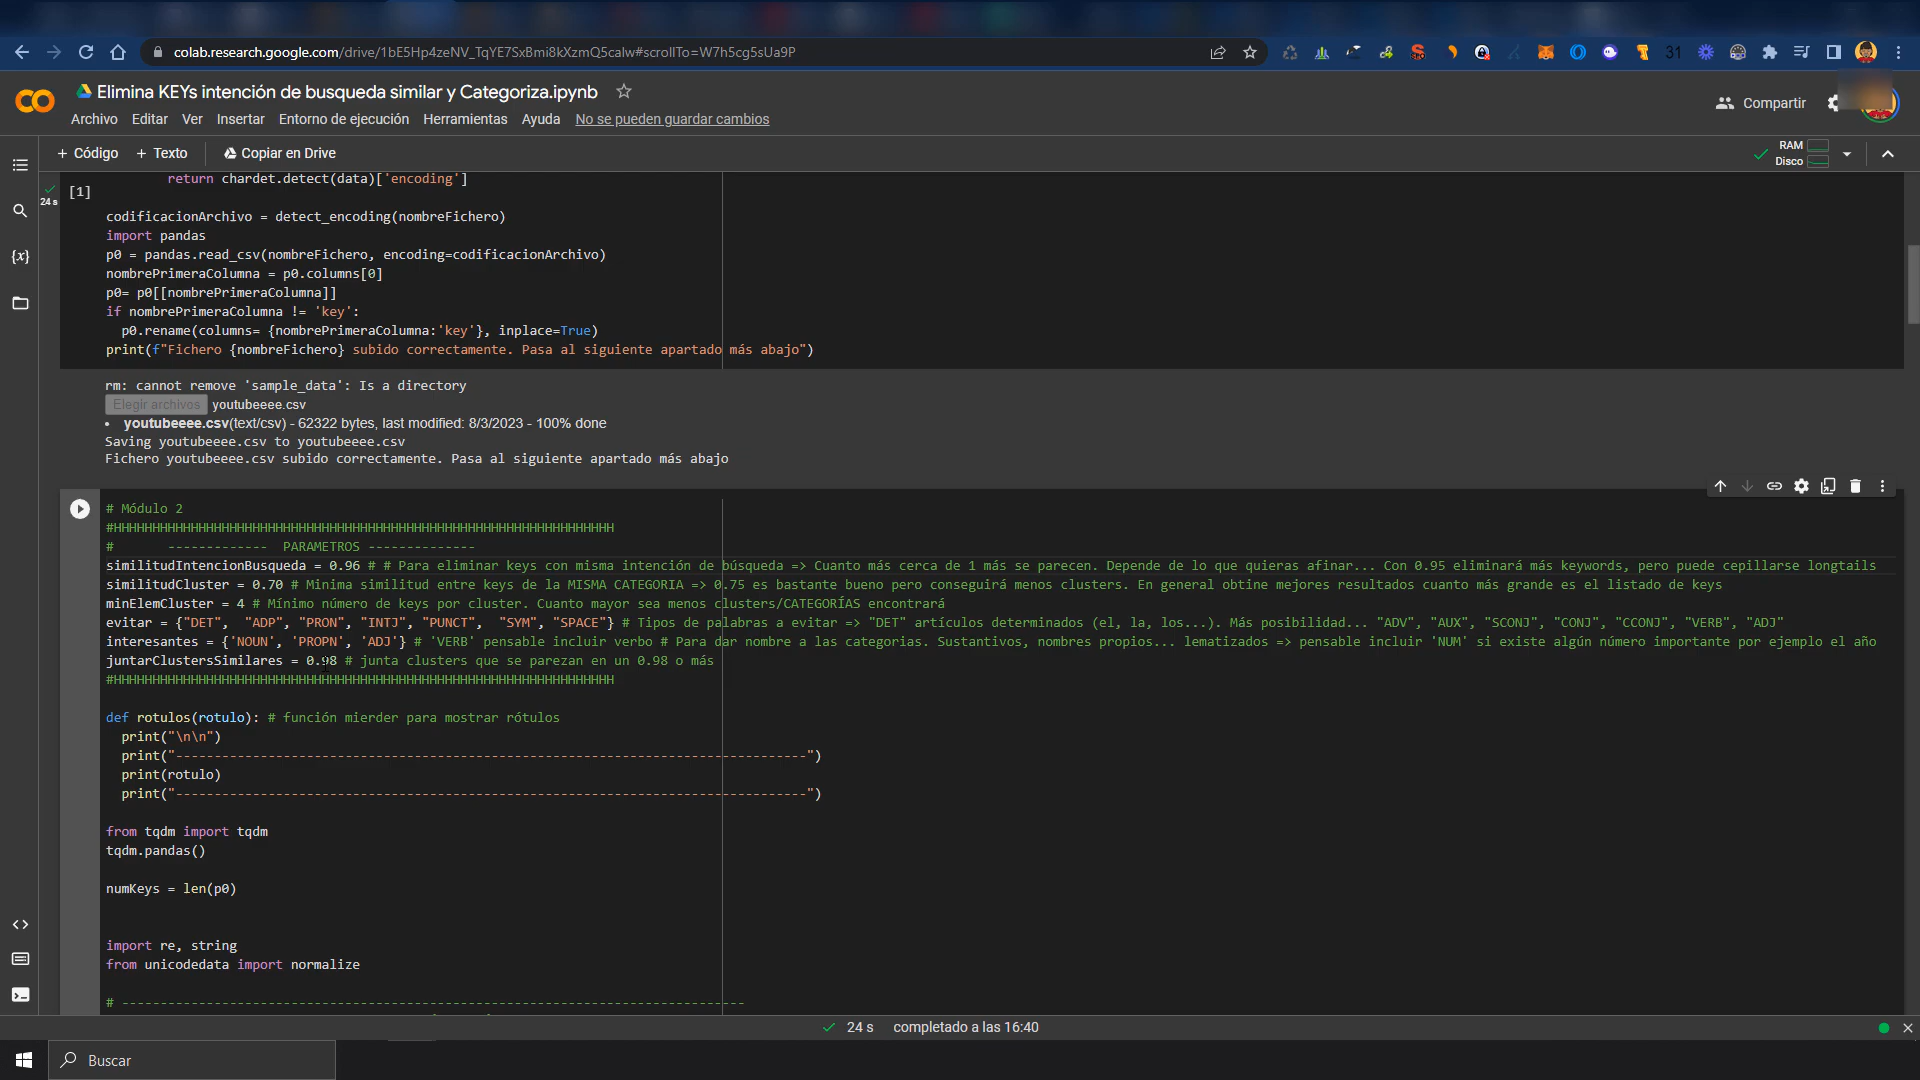 colab.research.google.com/drive/1bE5Hp4zeNV_TqYE7SxBmi8kXzmQ5calw#scrollTo=W7h5cg5sUa9P
Elimina KEYs intención de busqueda similar y Categoriza.ipynb
Compartir
Archivo Editar Ver Insertar Entorno de ejecución Herramientas Ayuda No se pueden guardar cambios
+ Código + Texto Copiar en Drive
RAM
Disco
return chardet.detect(data)['encoding']
[1]
24 s
codificacionArchivo = detect_encoding(nombreFichero)
import pandas
p0 = pandas.read_csv(nombreFichero, encoding=codificacionArchivo)
nombrePrimeraColumna = p0.columns[0]
p0= p0[[nombrePrimeraColumna]]
if nombrePrimeraColumna != 'key':
p0.rename(columns= {nombrePrimeraColumna:'key'}, inplace=True)
print(f"Fichero {nombreFichero} subido correctamente. Pasa al siguiente apartado más abajo")
rm: cannot remove 'sample_data': Is a directory
Elegir archivos youtubeeee.csv
• youtubeeee.csv(text/csv) - 62322 bytes, last modified: 8/3/2023 - 100% done
Saving youtubeeee.csv to youtubeeee.csv
Fichero youtubeeee.csv subido correctamente. Pasa al siguiente apartado más abajo
# Módulo 2
#HHHHHHHHHHHHHHHHHHHHHHHHHHHHHHHHHHHHHHHHHHHHHHHHHHHHHHHHHHHHHHHHH
# ------------- PARAMETROS --------------
similitudIntencionBusqueda = 0.96 # # Para eliminar keys con misma intención de búsqueda => Cuanto más cerca de 1 más se parecen. Depende de lo que quieras afinar... Con 0.95 eliminará más keywords, pero puede cepillarse longtails
similitudCluster = 0.70 # Minima similitud entre keys de la MISMA CATEGORIA => 0.75 es bastante bueno pero conseguirá menos clusters. En general obtine mejores resultados cuanto más grande es el listado de keys
minElemCluster = 4 # Mínimo número de keys por cluster. Cuanto mayor sea menos clusters/CATEGORÍAS encontrará
evitar = {"DET", "ADP", "PRON", "INTJ", "PUNCT", "SYM", "SPACE"} # Tipos de palabras a evitar => "DET" artículos determinados (el, la, los...). Más posibilidad... "ADV", "AUX", "SCONJ", "CONJ", "CCONJ", "VERB", "ADJ"
interesantes = {'NOUN', 'PROPN', 'ADJ'} # 'VERB' pensable incluir verbo # Para dar nombre a las categorias. Sustantivos, nombres propios... lematizados => pensable incluir 'NUM' si existe algún número importante por ejemplo el año
juntarClustersSimilares = 0.98 # junta clusters que se parezan en un 0.98 o más
#HHHHHHHHHHHHHHHHHHHHHHHHHHHHHHHHHHHHHHHHHHHHHHHHHHHHHHHHHHHHHHHHH
def rotulos(rotulo): # función mierder para mostrar rótulos
print("\n\n")
print("----------------------------------------------------------------------------------")
print(rotulo)
print("----------------------------------------------------------------------------------")
from tqdm import tqdm
tqdm.pandas()
numKeys = len(p0)
import re, string
from unicodedata import normalize
# ---------------------------------------------------------------------------------
24 s completado a las 16:40
Buscar